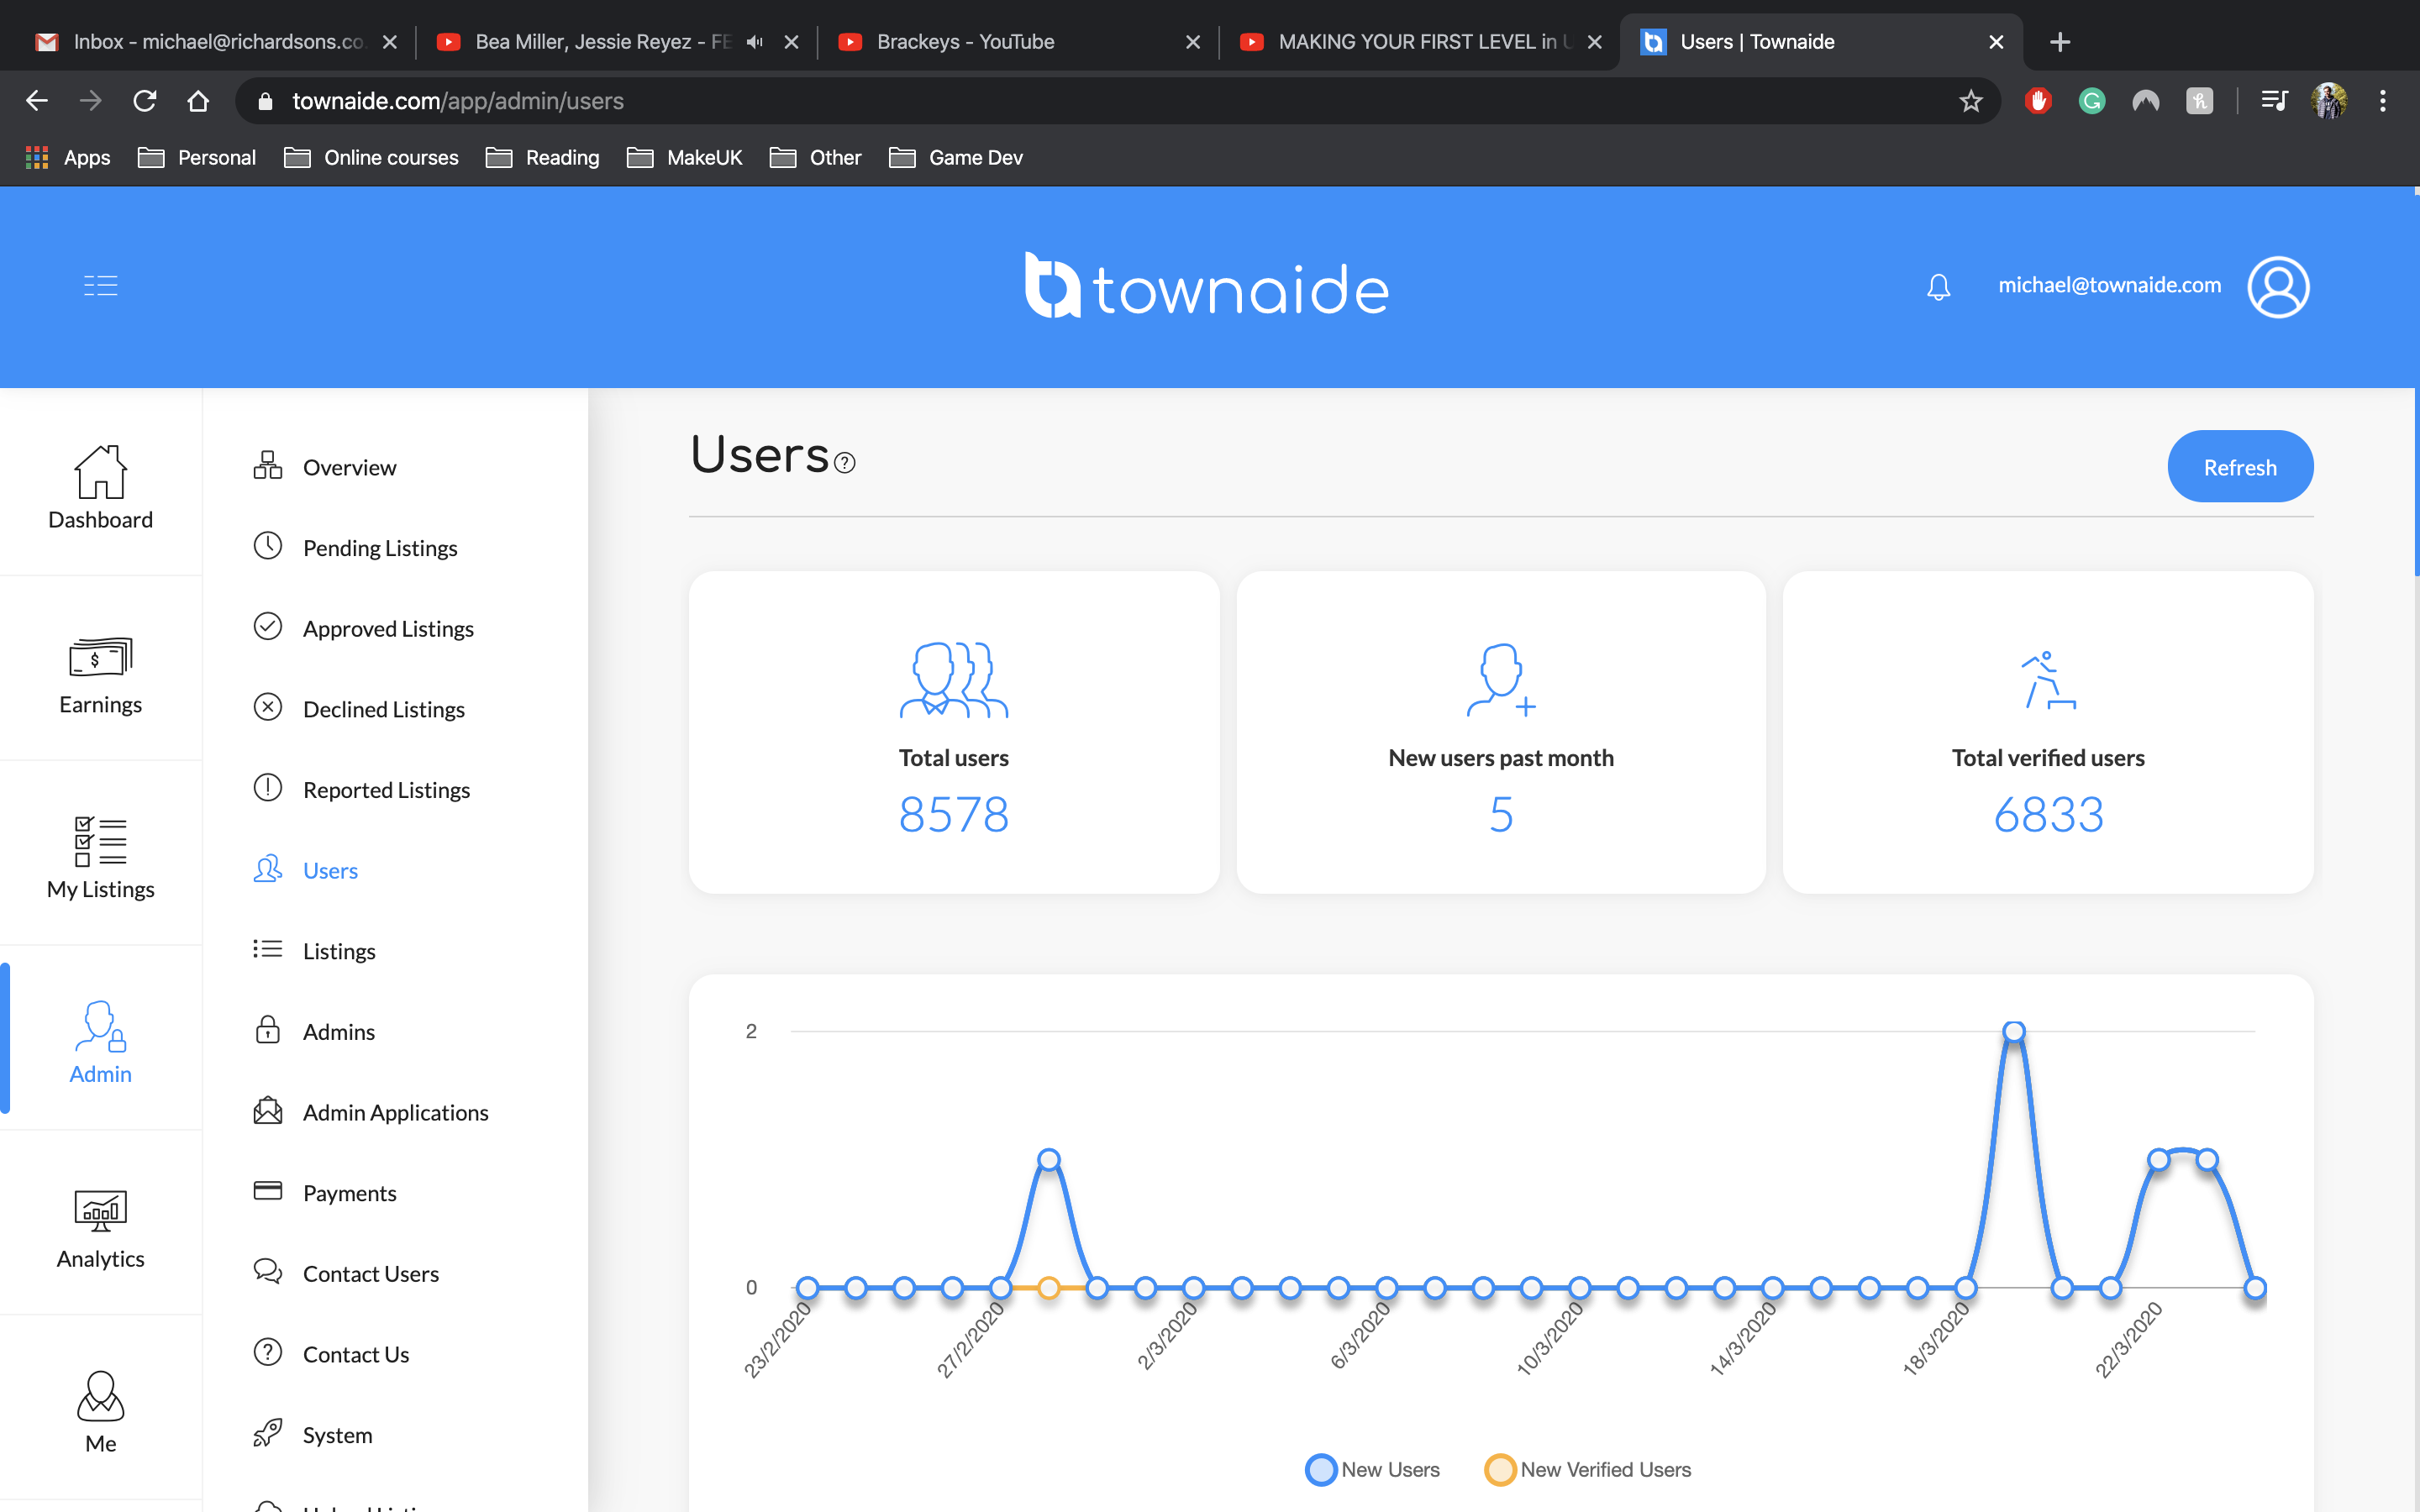 Inbox - michael@richardsons.co.
Bea Miller, Jessie Reyez - FE
Brackeys - YouTube
MAKING YOUR FIRST LEVEL in U
Users | Townaide
townaide.com/app/admin/users
Apps
Personal
Online courses
Reading
MakeUK
Other
Game Dev
townaide
michael@townaide.com
Dashboard
Earnings
My Listings
Admin
Analytics
Me
Overview
Pending Listings
Approved Listings
Declined Listings
Reported Listings
Users
Listings
Admins
Admin Applications
Payments
Contact Users
Contact Us
System
Users
Refresh
Total users
8578
New users past month
5
Total verified users
6833
2
0
23/2/2020
27/2/2020
2/3/2020
6/3/2020
10/3/2020
14/3/2020
18/3/2020
22/3/2020
New Users
New Verified Users